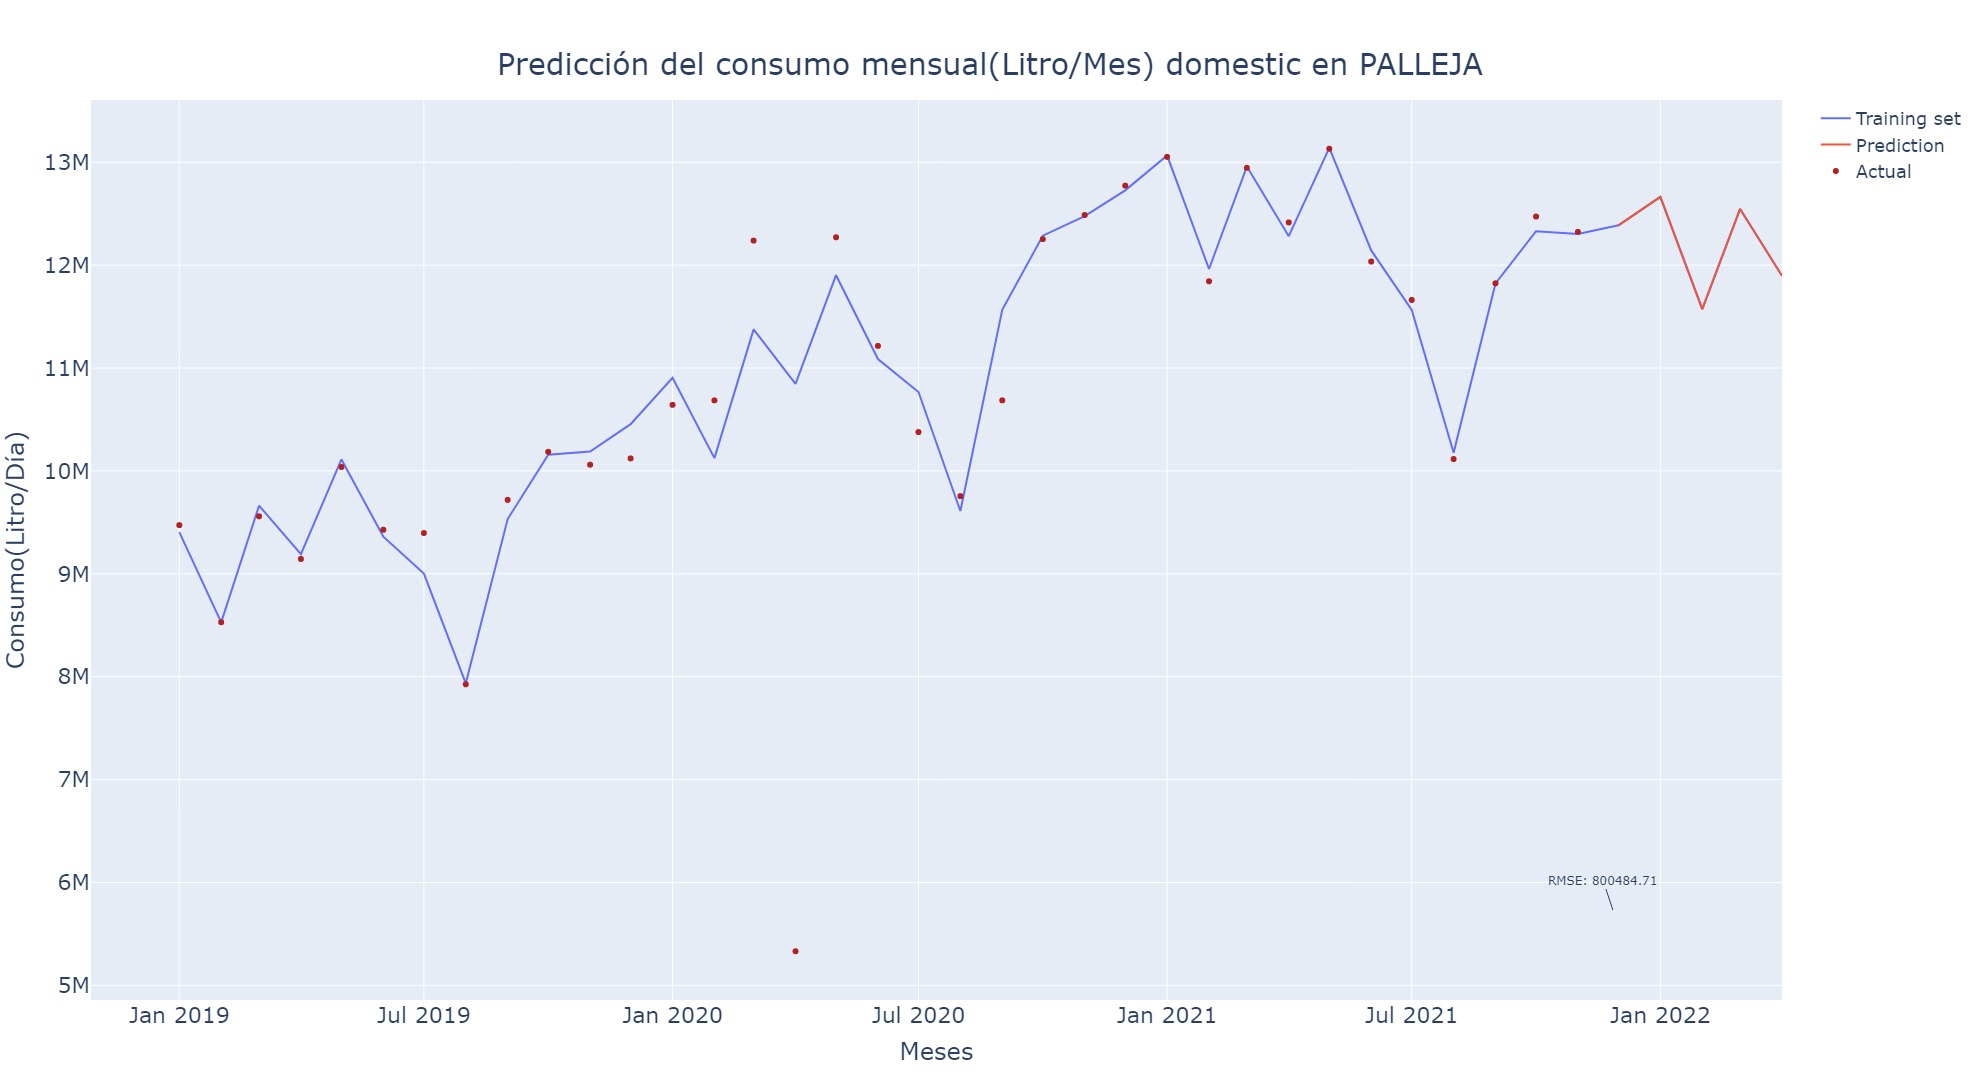 Predicción del consumo mensual(Litro/Mes) domestic en PALLEJA
Training set
Prediction
Actual
13M
12M
11M
10M
9M
8M
7M
6M
5M
Consumo(Litro/Día)
RMSE: 800484.71
Jan 2019
Jul 2019
Jan 2020
Jul 2020
Jan 2021
Jul 2021
Jan 2022
Meses